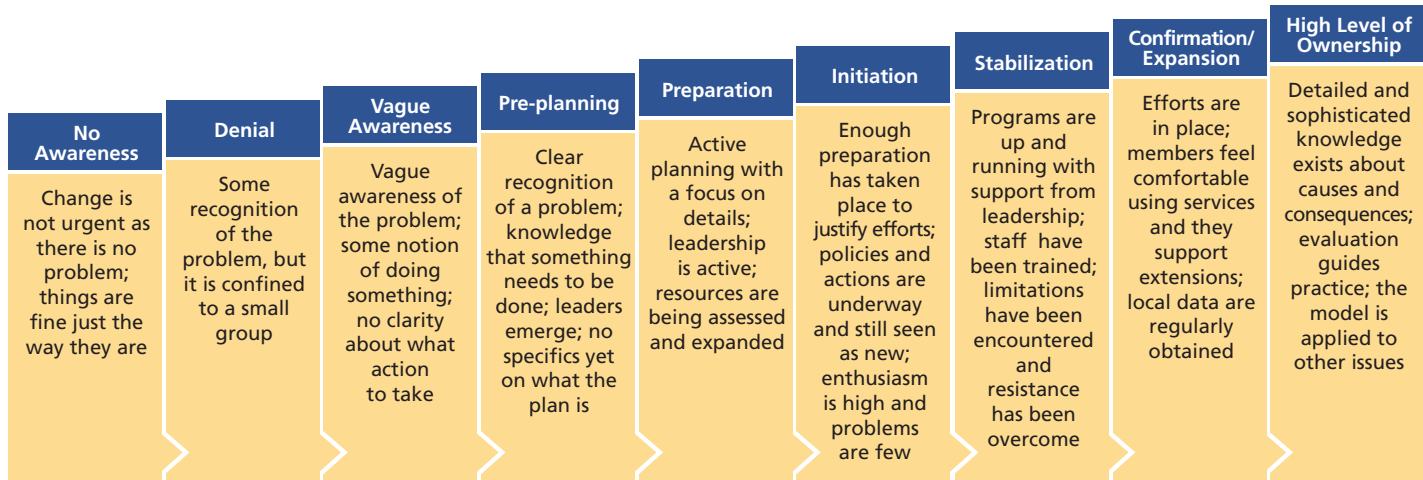 No
Awareness
Change is
not urgent as
there is no
problem;
things are
fine just the
way they are
Denial
Some
recognition
of the
problem, but
it is confined
to a small
group
Vague
Awareness
Vague
awareness of
the problem;
some notion
of doing
something;
no clarity
about what
action
to take
Pre-planning
Clear
recognition
of a problem;
knowledge
that something
needs to be
done; leaders
emerge; no
specifics yet
on what the
plan is
Preparation
Active
planning with
a focus on
details;
leadership
is active;
resources are
being assessed
and expanded
Initiation
Enough
preparation
has taken
place to
justify efforts;
policies and
actions are
underway
and still seen
as new;
enthusiasm
is high and
problems
are few
Stabilization
Programs are
up and
running with
support from
leadership;
staff have
been trained;
limitations
have been
encountered
and
resistance
has been
overcome
Confirmation/
Expansion
Efforts are
in place;
members feel
comfortable
using services
and they
support
extensions;
local data are
regularly
obtained
High Level of
Ownership
Detailed and
sophisticated
knowledge
exists about
causes and
consequences;
evaluation
guides
practice; the
model is
applied to
other issues